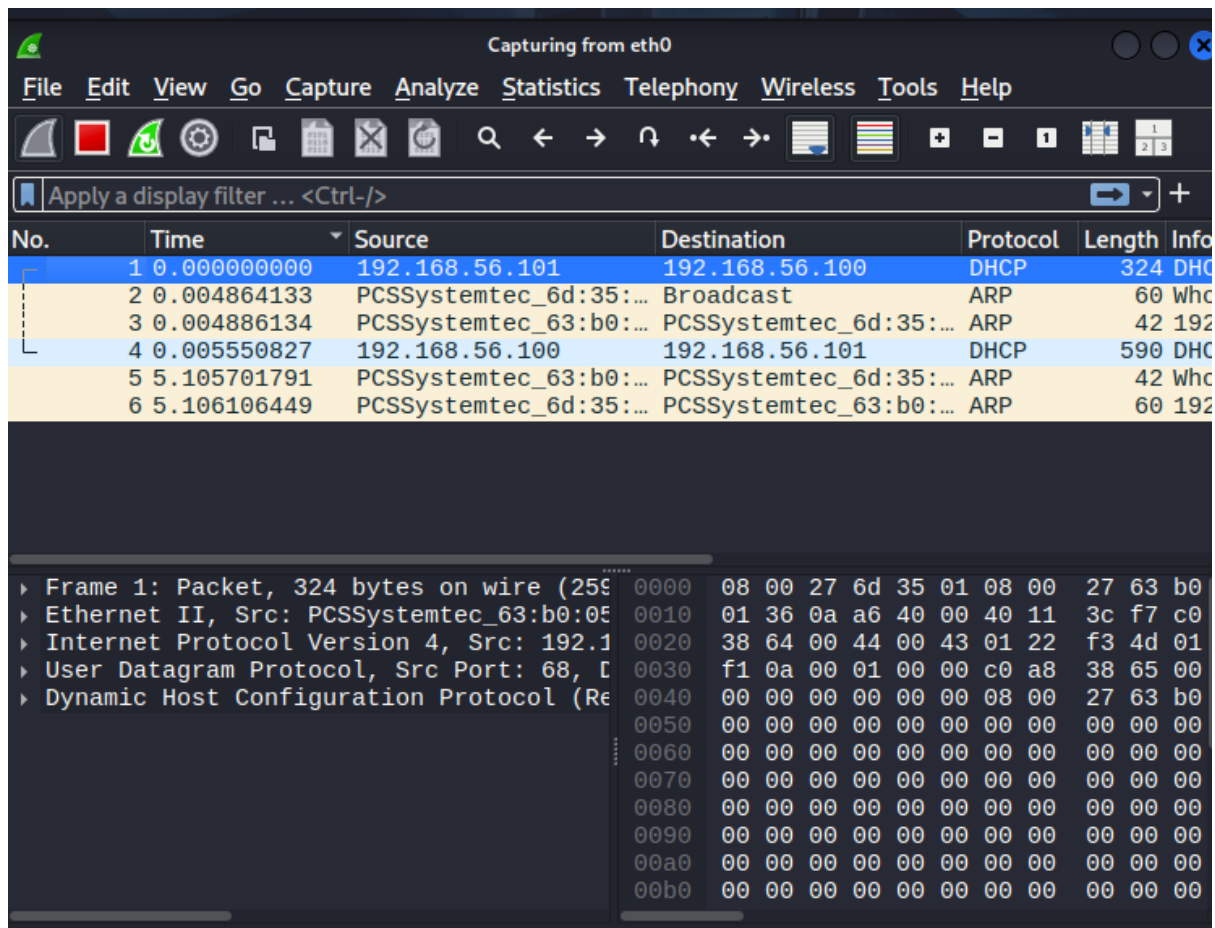 Capturing from eth0
File Edit View Go Capture Analyze Statistics Telephony Wireless Tools Help
Apply a display filter … <Ctrl-/>
No. Time Source Destination Protocol Length Info
1 0.000000000 192.168.56.101 192.168.56.100 DHCP 324 DHC
2 0.004864133 PCSSystemtec_6d:35:… Broadcast ARP 60 Who
3 0.004886134 PCSSystemtec_63:b0:… PCSSystemtec_6d:35:… ARP 42 192
4 0.005550827 192.168.56.100 192.168.56.101 DHCP 590 DHC
5 5.105701791 PCSSystemtec_63:b0:… PCSSystemtec_6d:35:… ARP 42 Who
6 5.106106449 PCSSystemtec_6d:35:… PCSSystemtec_63:b0:… ARP 60 192
Frame 1: Packet, 324 bytes on wire (259
Ethernet II, Src: PCSSystemtec_63:b0:05
Internet Protocol Version 4, Src: 192.1
User Datagram Protocol, Src Port: 68, D
Dynamic Host Configuration Protocol (Re
0000 08 00 27 6d 35 01 08 00 27 63 b0
0010 01 36 0a a6 40 00 40 11 3c f7 c0
0020 38 64 00 44 00 43 01 22 f3 4d 01
0030 f1 0a 00 01 00 00 c0 a8 38 65 00
0040 00 00 00 00 00 00 08 00 27 63 b0
0050 00 00 00 00 00 00 00 00 00 00 00
0060 00 00 00 00 00 00 00 00 00 00 00
0070 00 00 00 00 00 00 00 00 00 00 00
0080 00 00 00 00 00 00 00 00 00 00 00
0090 00 00 00 00 00 00 00 00 00 00 00
00a0 00 00 00 00 00 00 00 00 00 00 00
00b0 00 00 00 00 00 00 00 00 00 00 00